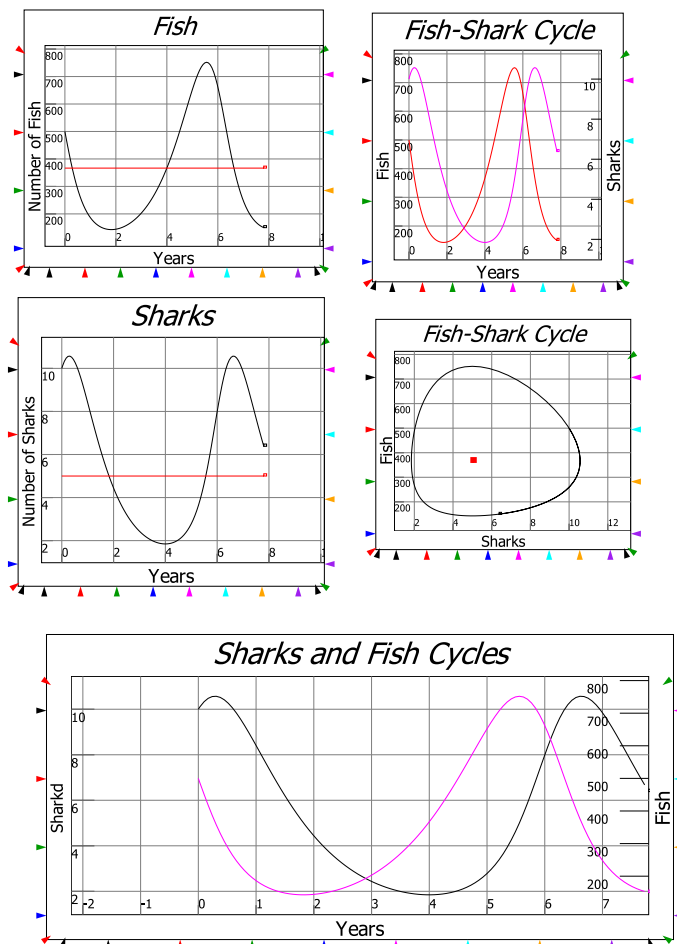 Fish
800
700
600
500
400
300
200
0 2 4 6 8 1
Number of Fish
Years
Fish-Shark Cycle
800
700
600
500
400
300
200
10
8
6
4
2
0 2 4 6 8
Fish
Sharks
Years
Sharks
10
8
6
4
2
0 2 4 6 8 1
Number of Sharks
Years
Fish-Shark Cycle
800
700
600
500
400
300
200
2 4 6 8 10 12
Fish
Sharks
Sharks and Fish Cycles
10
8
6
4
2
800
700
600
500
400
300
200
-2 -1 0 1 2 3 4 5 6 7
Sharkd
Fish
Years